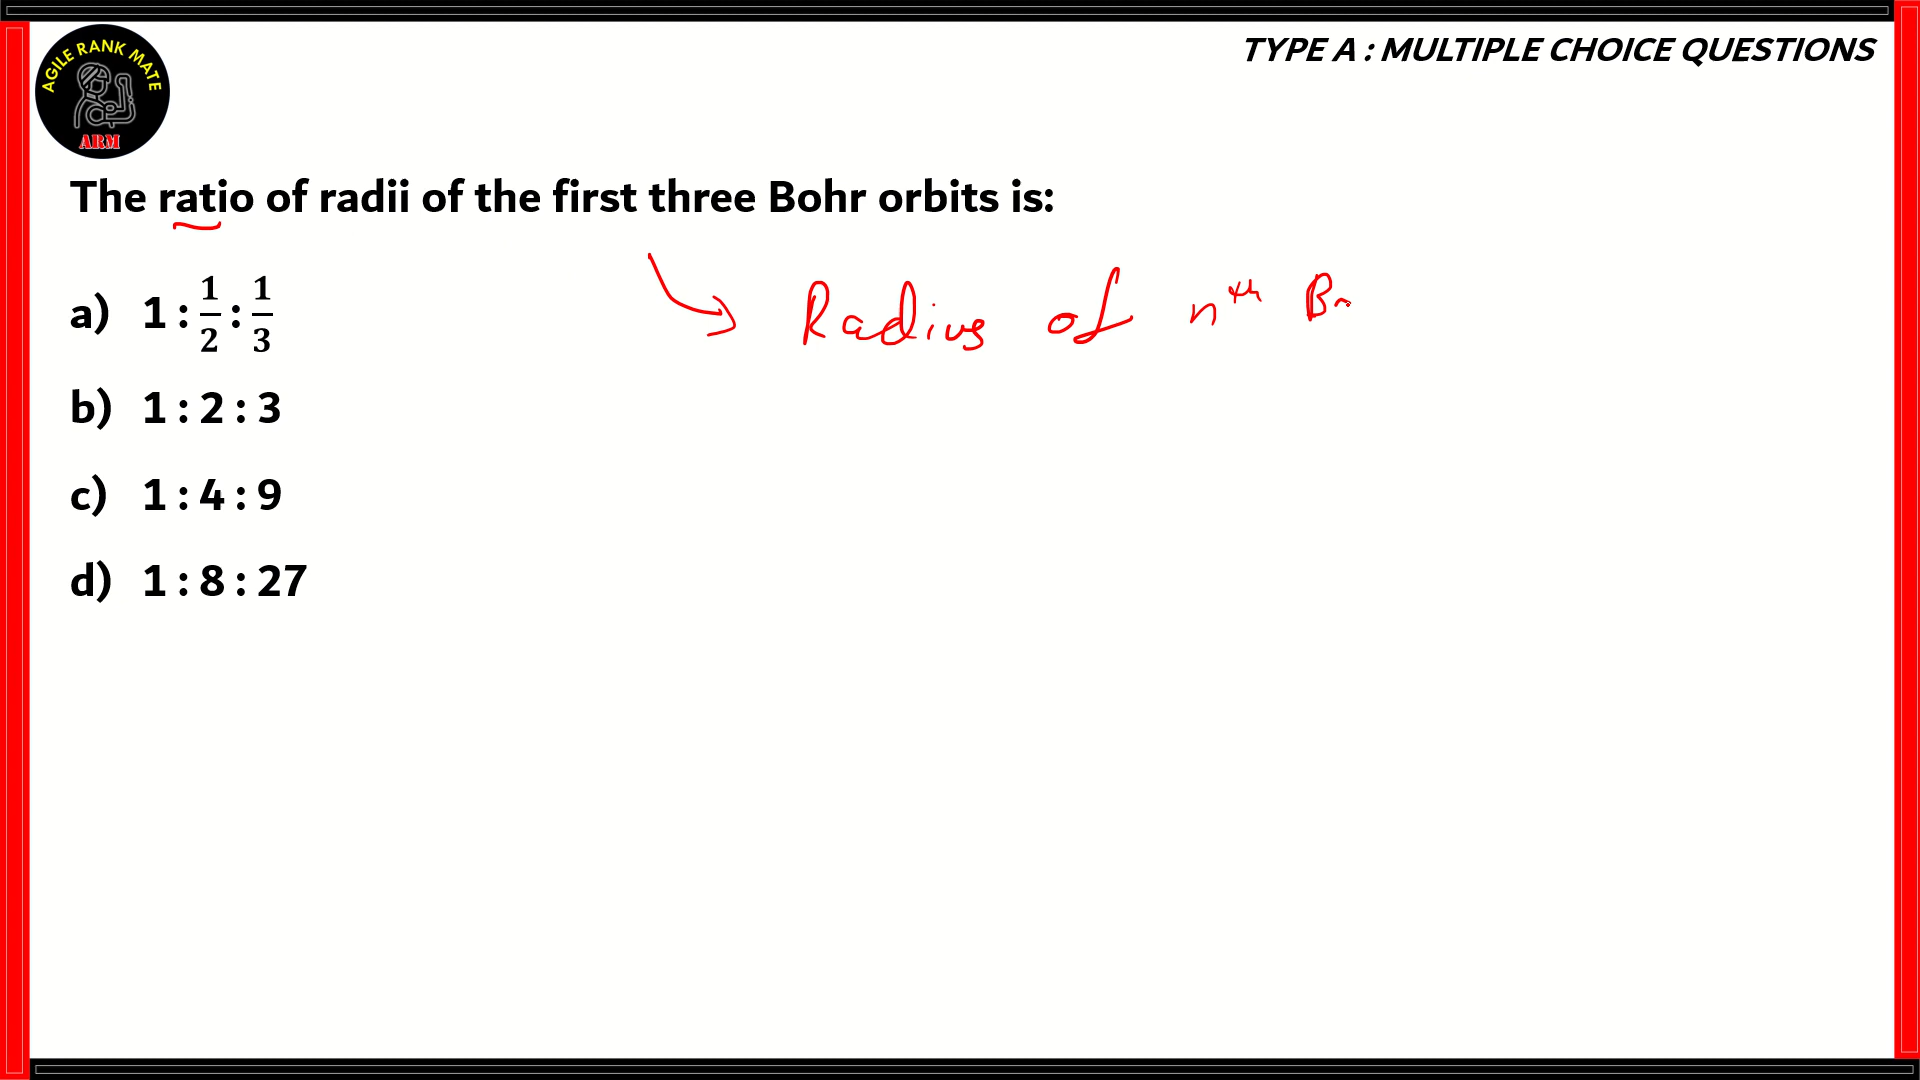 AGILE RANK MATE
ARM
TYPE A : MULTIPLE CHOICE QUESTIONS
The ratio of radii of the first three Bohr orbits is:
a) 1 : 1/2 : 1/3
Radius of nᵗʰ B
b) 1 : 2 : 3
c) 1 : 4 : 9
d) 1 : 8 : 27